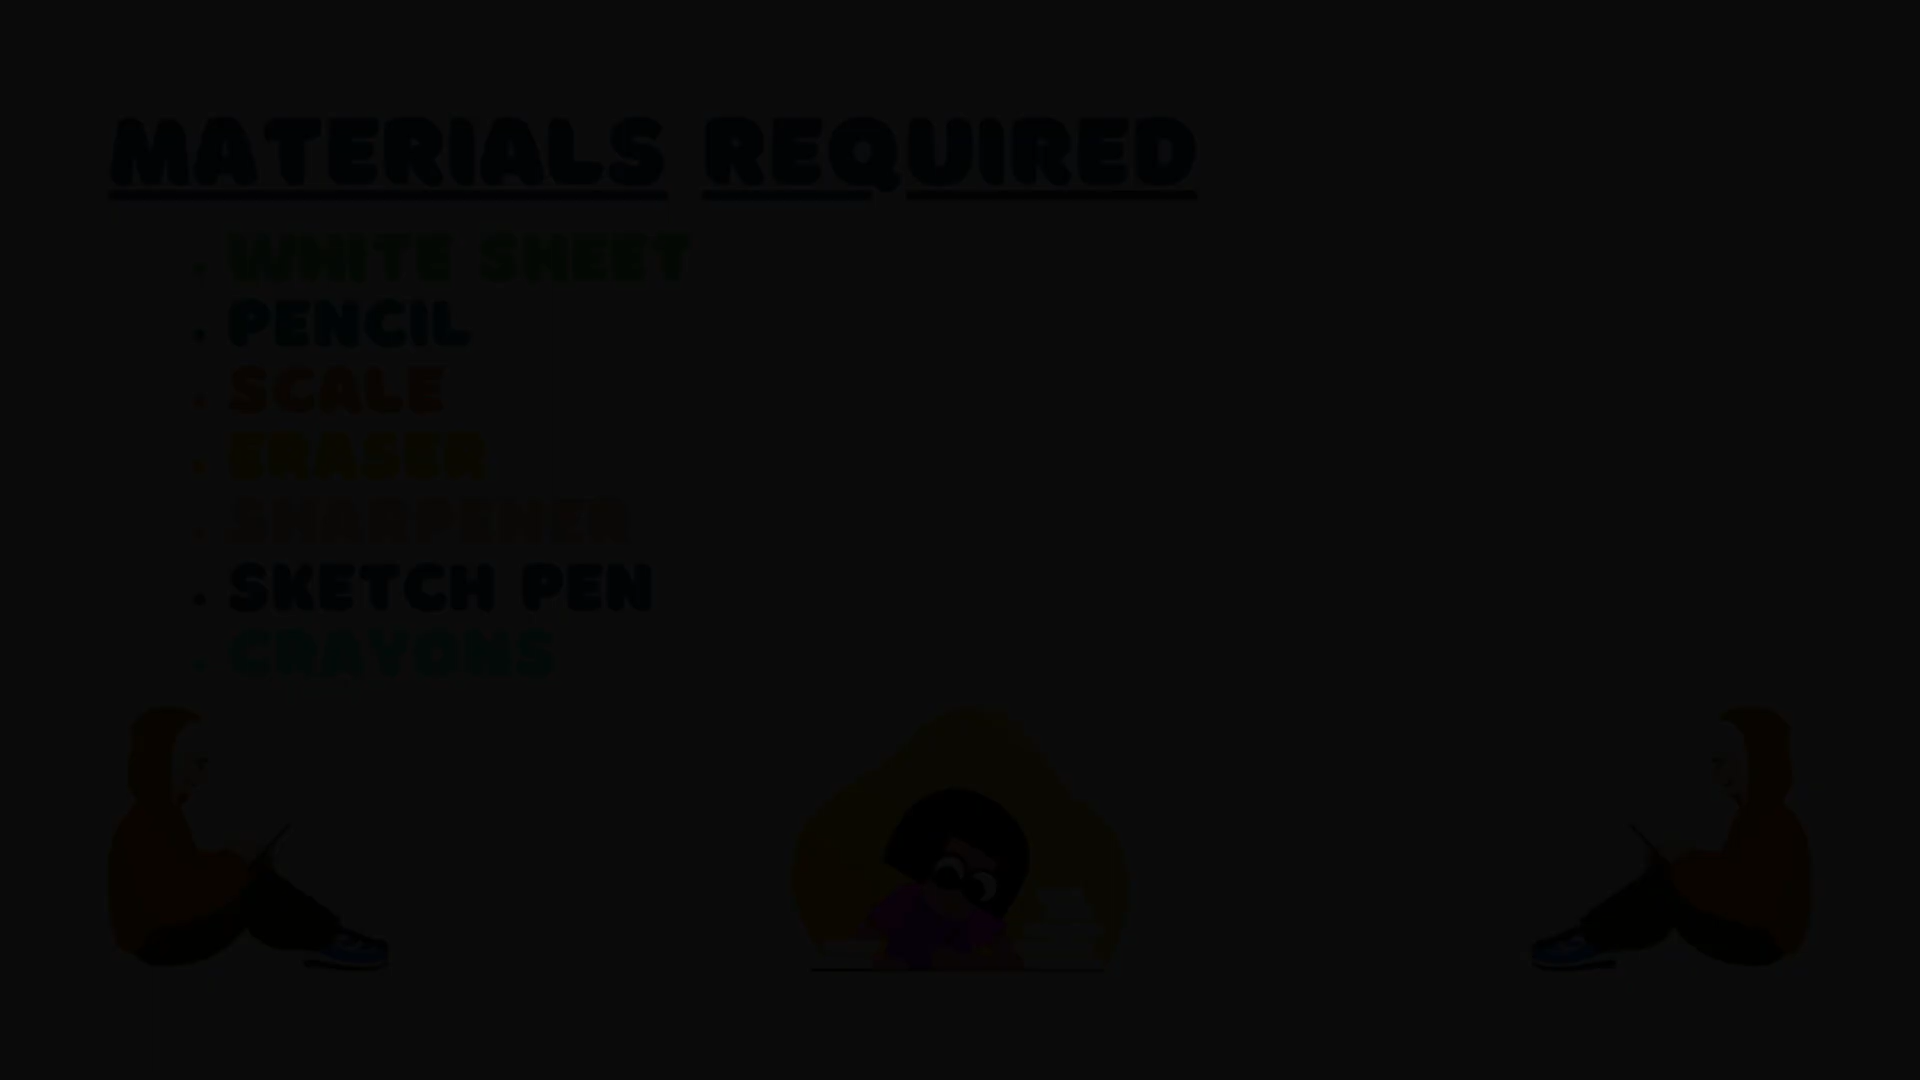 MATERIALS REQUIRED
• WHITE SHEET
• PENCIL
• SCALE
• ERASER
• SHARPENER
• SKETCH PEN
• CRAYONS